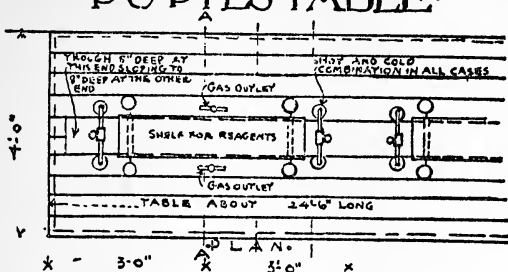 PUPILS TABLE
A
TROUGH 5" DEEP AT
THIS END SLOPING TO
8" DEEP AT THE OTHER
END
GAS OUTLET
HOT AND COLD
COMBINATION IN ALL CASES
SHELF FOR REAGENTS
4'-0"
GAS OUTLET
TABLE ABOUT 24'-6" LONG
PLAN.
A
3'-0"
3'-0"